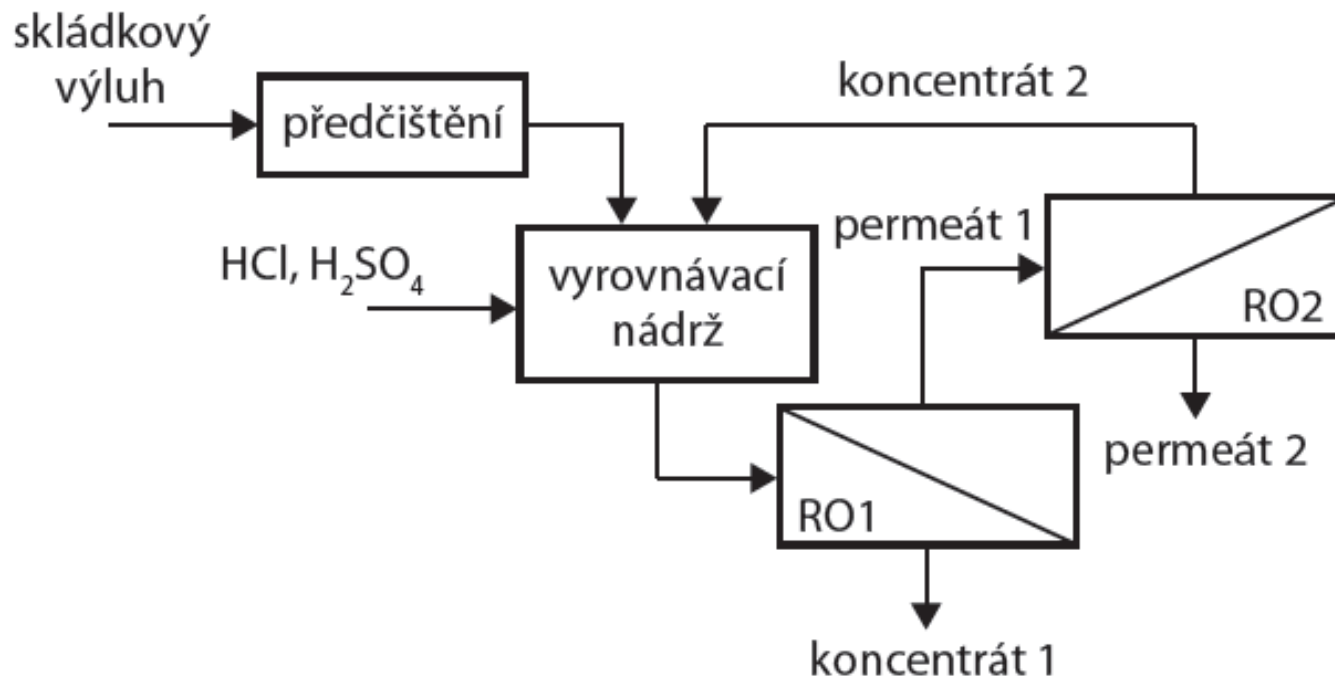 skládkový
výluh
předčištění
koncentrát 2
HCl, H₂SO₄
vyrovnávací
nádrž
permeát 1
RO2
permeát 2
RO1
koncentrát 1